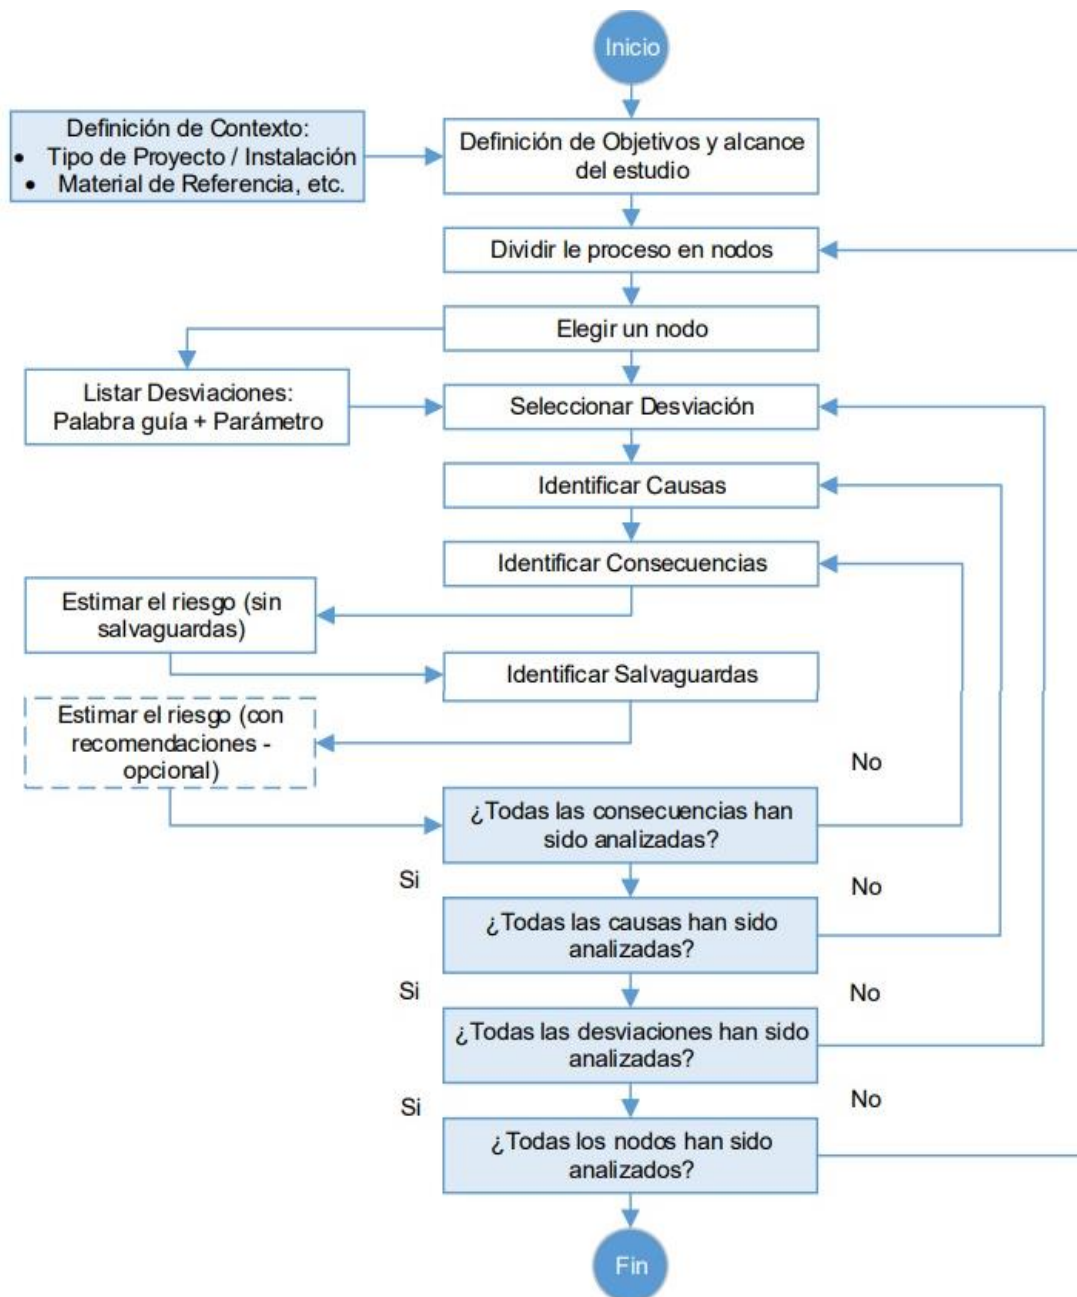 Inicio
Definición de Contexto:
• Tipo de Proyecto / Instalación
• Material de Referencia, etc.
Definición de Objetivos y alcance
del estudio
Dividir le proceso en nodos
Elegir un nodo
Listar Desviaciones:
Palabra guía + Parámetro
Seleccionar Desviación
Identificar Causas
Identificar Consecuencias
Estimar el riesgo (sin
salvaguardas)
Identificar Salvaguardas
Estimar el riesgo (con
recomendaciones -
opcional)
No
¿Todas las consecuencias han
sido analizadas?
Si
No
¿Todas las causas han sido
analizadas?
Si
No
¿Todas las desviaciones han sido
analizadas?
Si
No
¿Todas los nodos han sido
analizados?
Fin